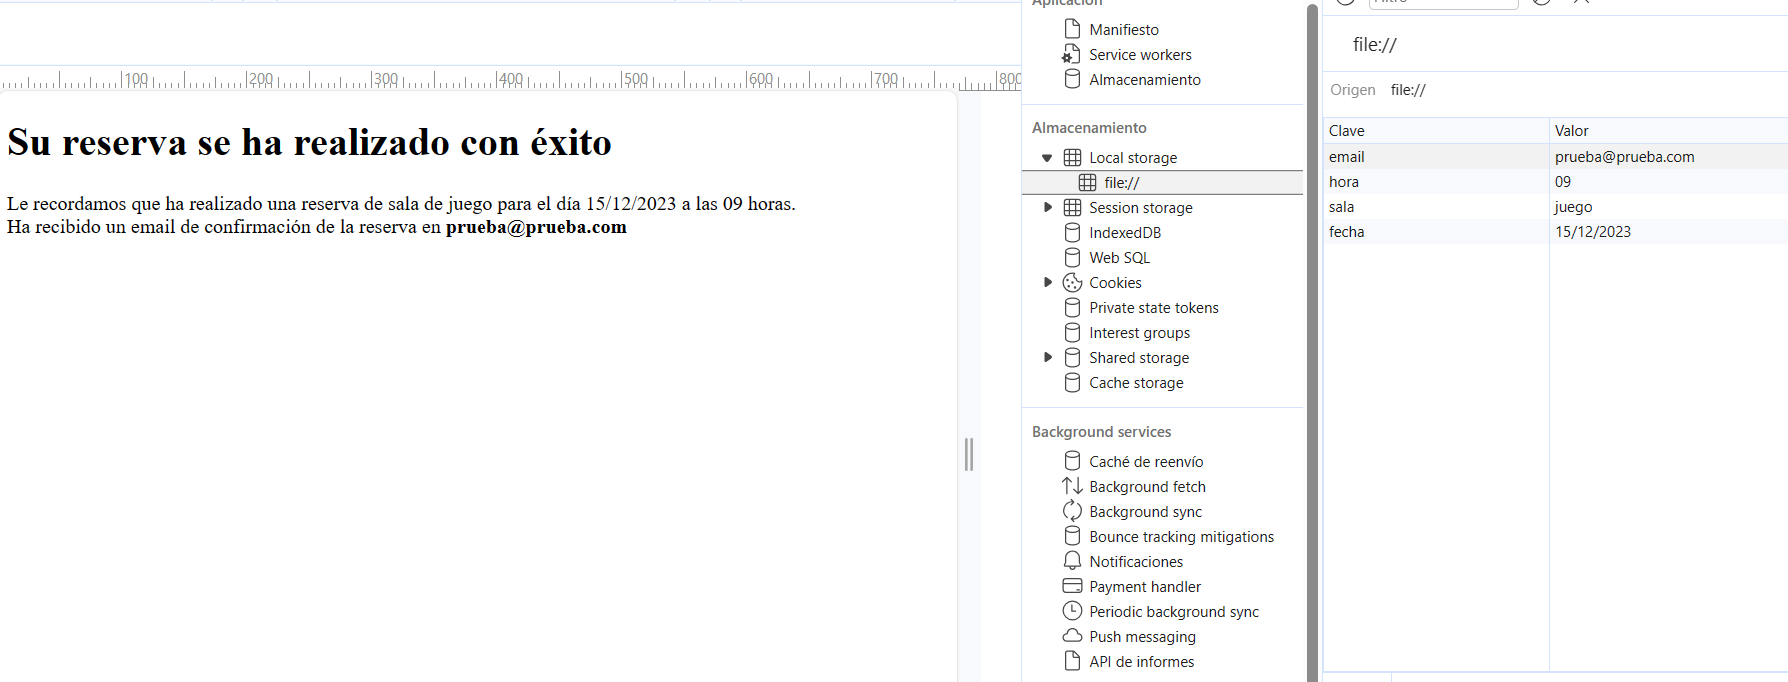 100 200 300 400 500 600 700 800
Su reserva se ha realizado con éxito
Le recordamos que ha realizado una reserva de sala de juego para el día 15/12/2023 a las 09 horas.
Ha recibido un email de confirmación de la reserva en prueba@prueba.com
Aplicación
Manifiesto
Service workers
Almacenamiento
Almacenamiento
Local storage
file://
Session storage
IndexedDB
Web SQL
Cookies
Private state tokens
Interest groups
Shared storage
Cache storage
Background services
Caché de reenvío
Background fetch
Background sync
Bounce tracking mitigations
Notificaciones
Payment handler
Periodic background sync
Push messaging
API de informes
file://
Origen file://
Clave Valor
email prueba@prueba.com
hora 09
sala juego
fecha 15/12/2023